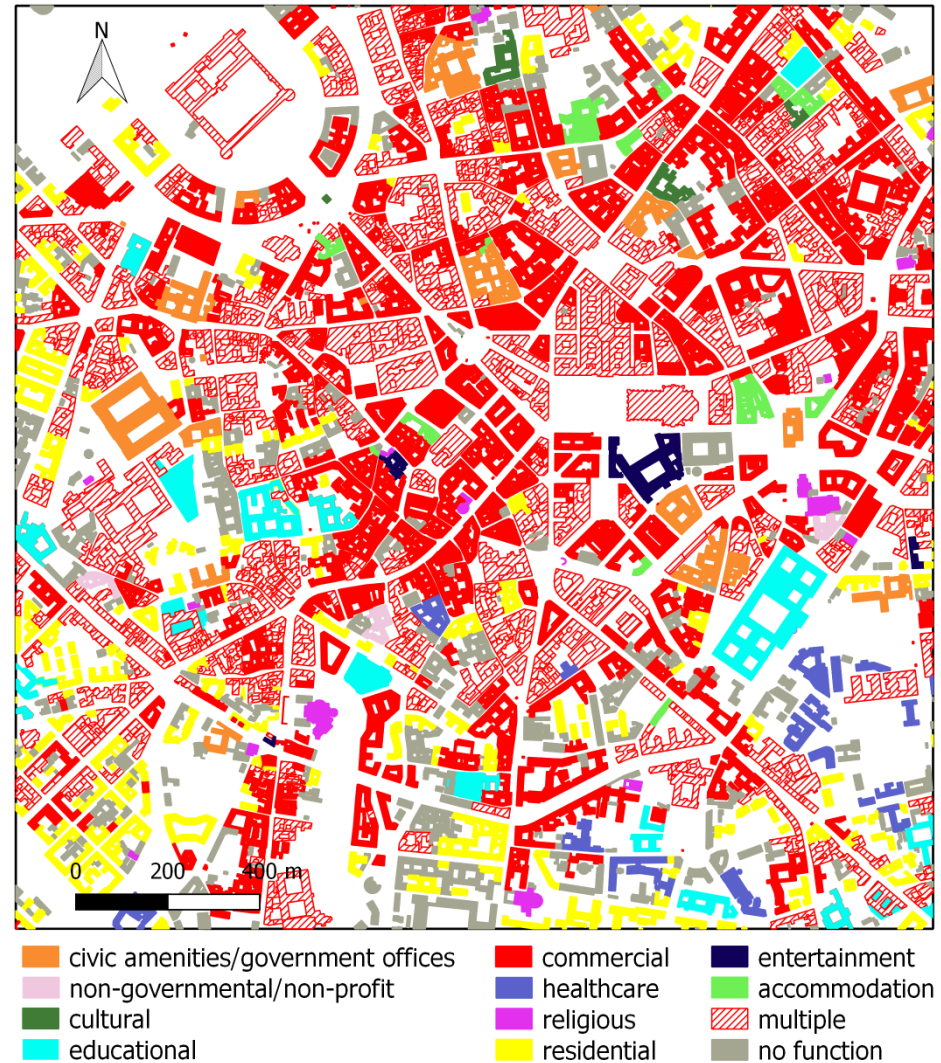 N
0 200 400 m
civic amenities/government offices
non-governmental/non-profit
cultural
educational
commercial
healthcare
religious
residential
entertainment
accommodation
multiple
no function